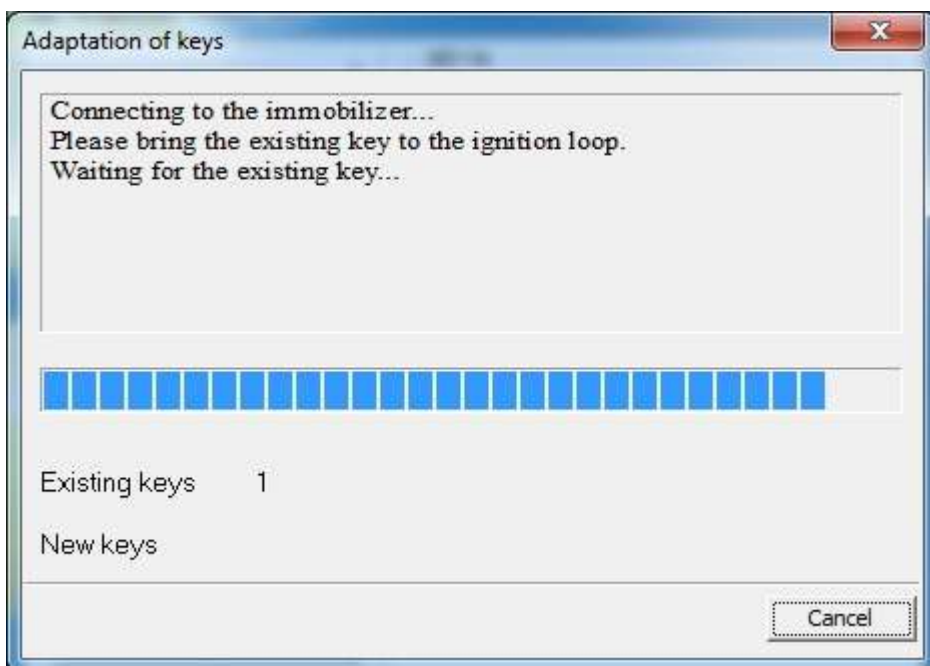 Adaptation of keys
Connecting to the immobilizer...
Please bring the existing key to the ignition loop.
Waiting for the existing key...
Existing keys 1
New keys
Cancel